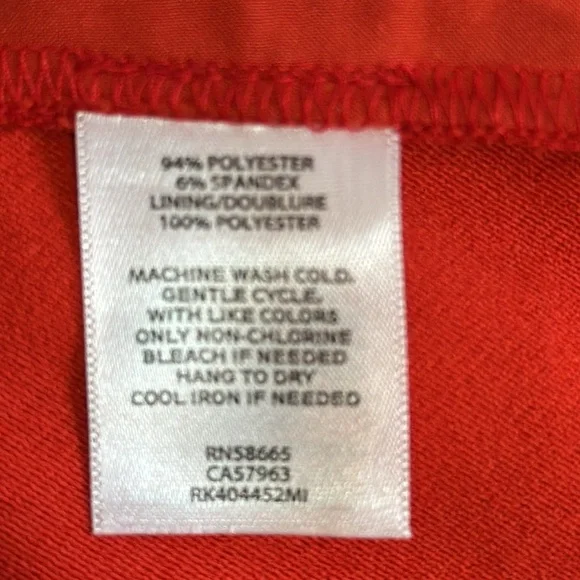 94% POLYESTER
6% SPANDEX
LINING/DOUBLURE
100% POLYESTER
MACHINE WASH COLD.
GENTLE CYCLE.
WITH LIKE COLORS
ONLY NON-CHLORINE
BLEACH IF NEEDED
HANG TO DRY
COOL IRON IF NEEDED
RN58665
CA57963
RK404452MI